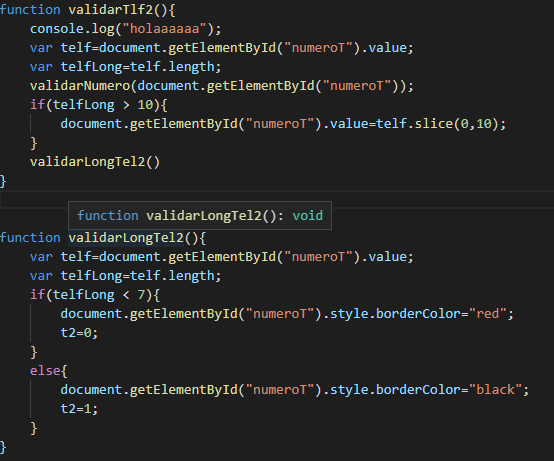 function validarTlf2(){
    console.log("holaaaaaa");
    var telf=document.getElementById("numeroT").value;
    var telfLong=telf.length;
    validarNumero(document.getElementById("numeroT"));
    if(telfLong > 10){
        document.getElementById("numeroT").value=telf.slice(0,10);
    }
    validarLongTel2()
}
function validarLongTel2(): void
function validarLongTel2(){
    var telf=document.getElementById("numeroT").value;
    var telfLong=telf.length;
    if(telfLong < 7){
        document.getElementById("numeroT").style.borderColor="red";
        t2=0;
    }
    else{
        document.getElementById("numeroT").style.borderColor="black";
        t2=1;
    }
}